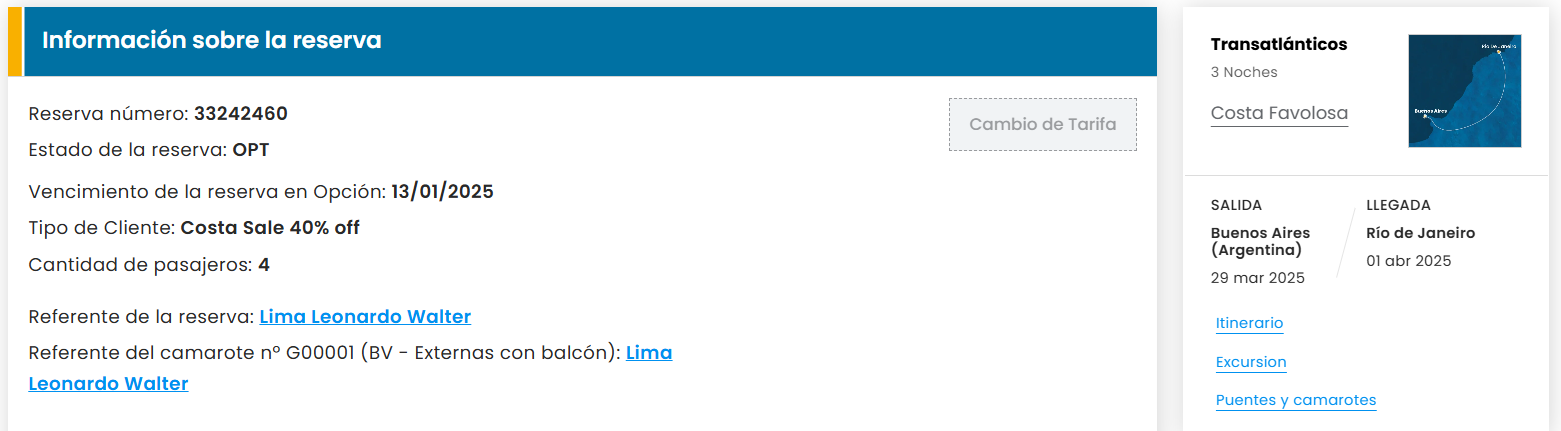 Información sobre la reserva
Reserva número: 33242460
Estado de la reserva: OPT
Vencimiento de la reserva en Opción: 13/01/2025
Tipo de Cliente: Costa Sale 40% off
Cantidad de pasajeros: 4
Referente de la reserva: Lima Leonardo Walter
Referente del camarote nº G00001 (BV - Externas con balcón): Lima
Leonardo Walter
Cambio de Tarifa
Transatlánticos
3 Noches
Costa Favolosa
Río De Janeiro
Buenos Aires
SALIDA
Buenos Aires
(Argentina)
29 mar 2025
LLEGADA
Río de Janeiro
01 abr 2025
Itinerario
Excursion
Puentes y camarotes